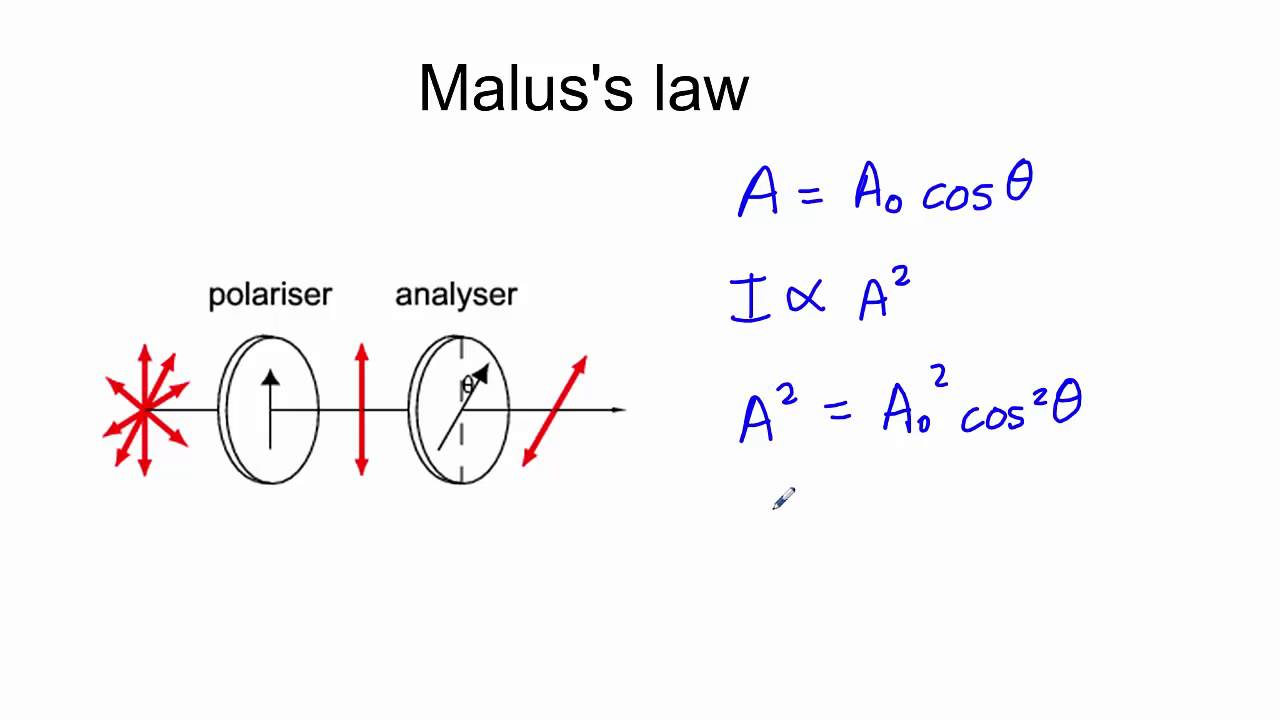 Malus's law
A = A₀ cos θ
I ∝ A²
A² = A₀² cos²θ
polariser
analyser
θ